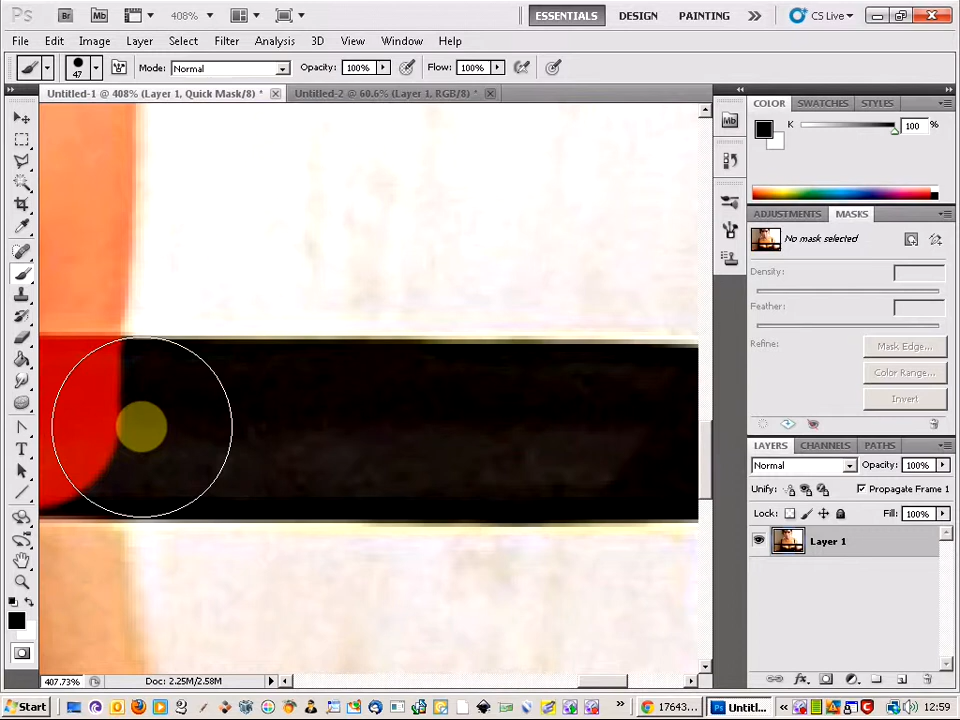 Ps Br Mb 408% ESSENTIALS DESIGN PAINTING CS Live
File Edit Image Layer Select Filter Analysis 3D View Window Help
47 Mode: Normal Opacity: 100% Flow: 100%
Untitled-1 @ 408% (Layer 1, Quick Mask/8) * Untitled-2 @ 60.6% (Layer 1, RGB/8) *
COLOR SWATCHES STYLES
Mb K 100 %
ADJUSTMENTS MASKS
No mask selected
Density:
Feather:
Refine: Mask Edge...
Color Range...
Invert
LAYERS CHANNELS PATHS
Normal Opacity: 100%
Unify: Propagate Frame 1
Lock: Fill: 100%
Layer 1
T
407.73% Doc: 2.25M/2.58M
Start 17643... Ps Untitl... 12:59